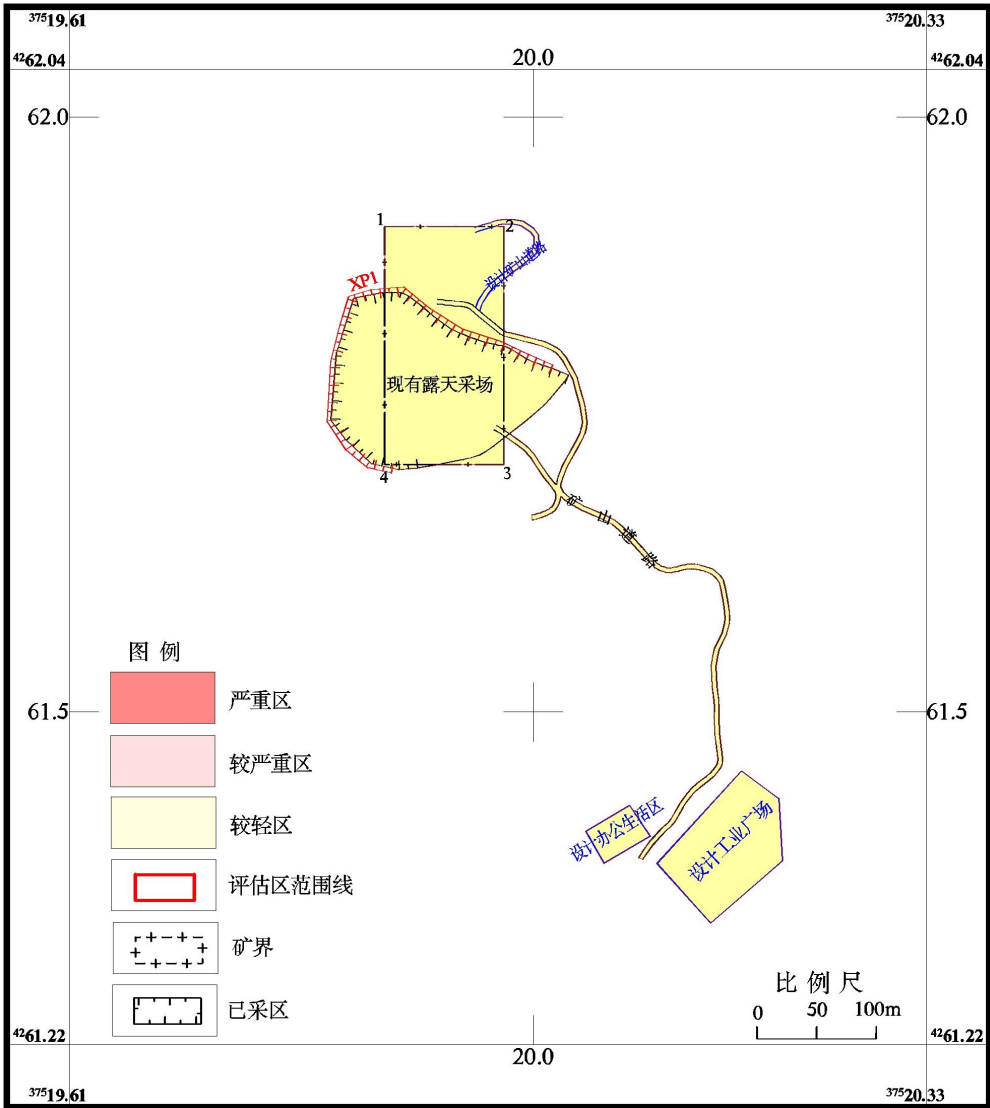 ³⁷⁵19.61
³⁷⁵20.33
⁴²62.04
20.0
⁴²62.04
62.0
62.0
1
2
设计矿山道路
XP1
现有露天采场
4
3
矿山道路
图 例
严重区
61.5
61.5
较严重区
较轻区
设计办公生活区
设计工业广场
评估区范围线
矿界
已采区
比 例 尺
0 50 100m
⁴²61.22
20.0
⁴²61.22
³⁷⁵19.61
³⁷⁵20.33